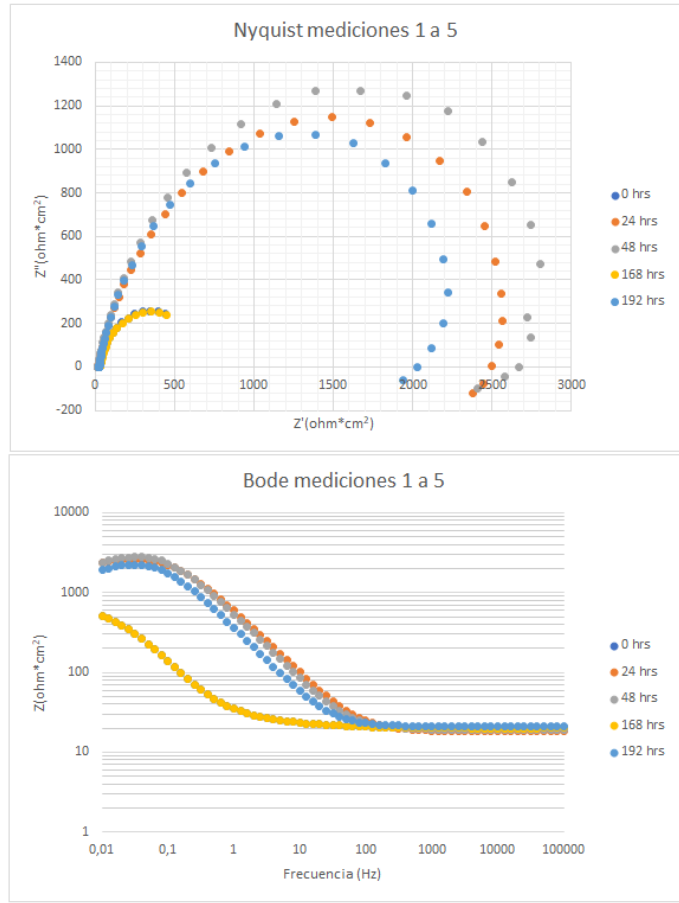 Nyquist mediciones 1 a 5
1400
1200
1000
800
600
400
200
0
-200
0
500
1000
1500
2000
2500
3000
Z"(ohm*cm2)
Z'(ohm*cm2)
0 hrs
24 hrs
48 hrs
168 hrs
192 hrs
Bode mediciones 1 a 5
10000
1000
100
10
1
0,01
0,1
1
10
100
1000
10000
100000
Z(ohm*cm2)
Frecuencia (Hz)
0 hrs
24 hrs
48 hrs
168 hrs
192 hrs